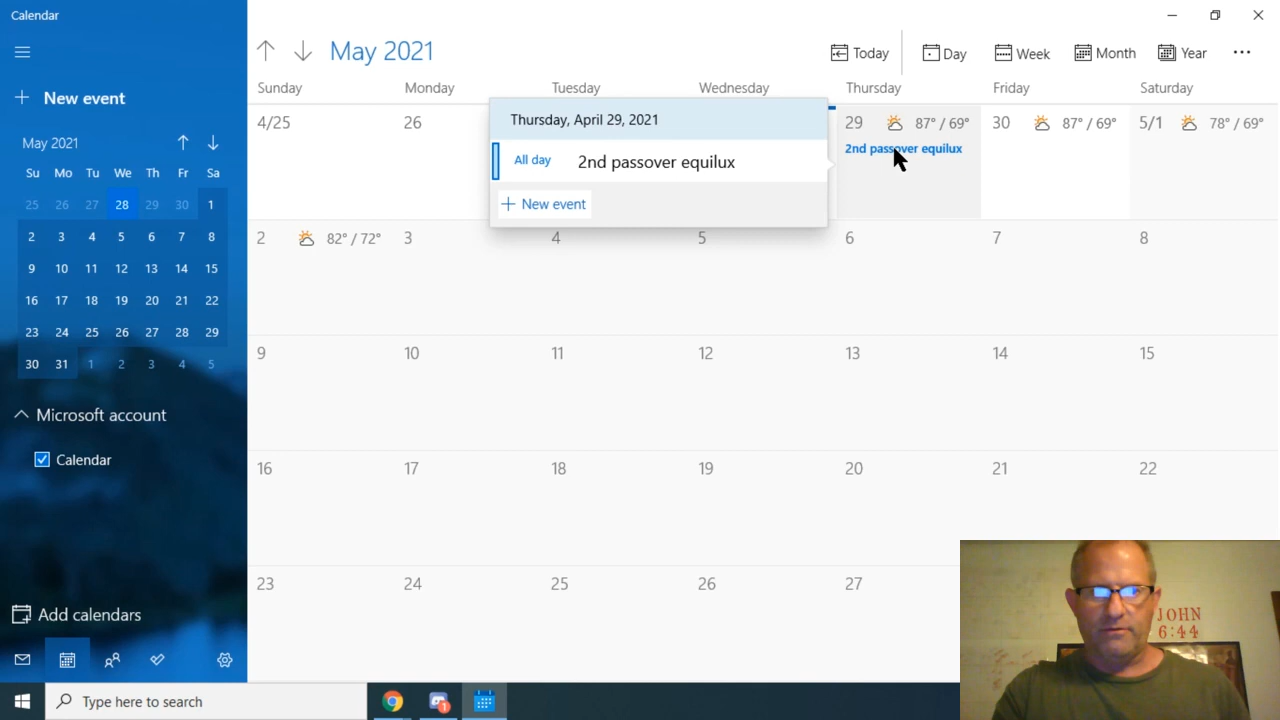 Calendar
New event
May 2021
Su Mo Tu We Th Fr Sa
25 26 27 28 29 30 1
2 3 4 5 6 7 8
9 10 11 12 13 14 15
16 17 18 19 20 21 22
23 24 25 26 27 28 29
30 31 1 2 3 4 5
Microsoft account
Calendar
Add calendars
May 2021
Today Day Week Month Year
Sunday Monday Tuesday Wednesday Thursday Friday Saturday
4/25 26 29 87° / 69° 30 87° / 69° 5/1 78° / 69°
2nd passover equilux
Thursday, April 29, 2021
All day 2nd passover equilux
New event
2 82° / 72° 3 4 5 6 7 8
9 10 11 12 13 14 15
16 17 18 19 20 21 22
23 24 25 26 27
JOHN
6:44
Type here to search
1